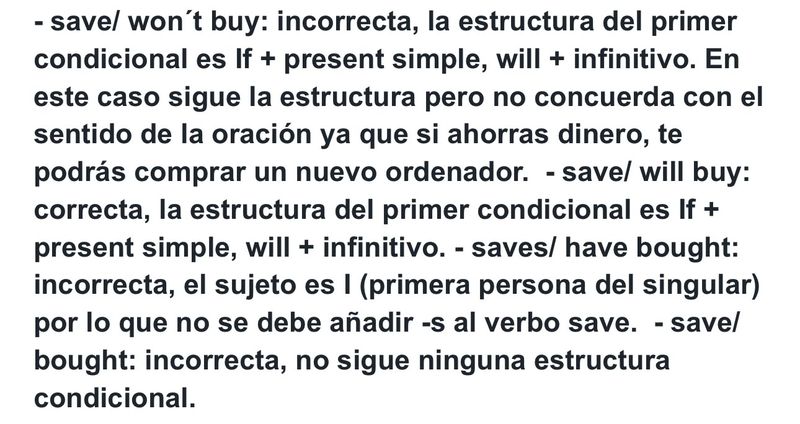 - save/ won´t buy: incorrecta, la estructura del primer
condicional es If + present simple, will + infinitivo. En
este caso sigue la estructura pero no concuerda con el
sentido de la oración ya que si ahorras dinero, te
podrás comprar un nuevo ordenador.  - save/ will buy:
correcta, la estructura del primer condicional es If +
present simple, will + infinitivo. - saves/ have bought:
incorrecta, el sujeto es I (primera persona del singular)
por lo que no se debe añadir -s al verbo save.  - save/
bought: incorrecta, no sigue ninguna estructura
condicional.